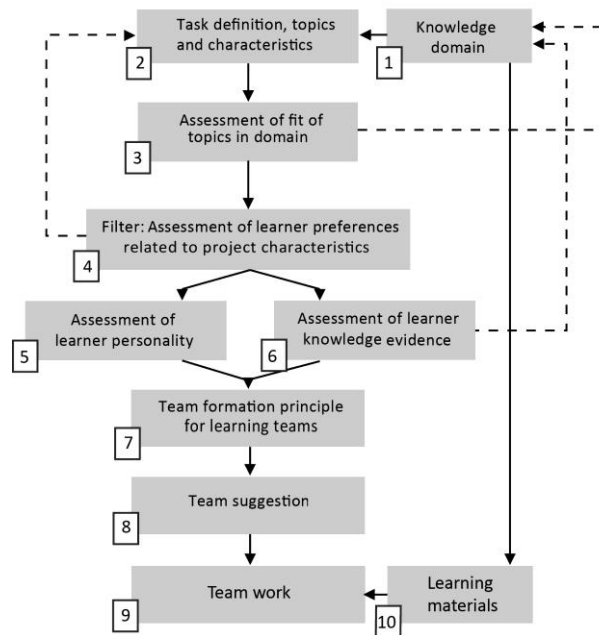 Task definition, topics
and characteristics
2
Knowledge
domain
1
Assessment of fit of
topics in domain
3
Filter: Assessment of learner preferences
related to project characteristics
4
Assessment of
learner personality
5
Assessment of learner
knowledge evidence
6
Team formation principle
for learning teams
7
Team suggestion
8
Team work
9
Learning
materials
10